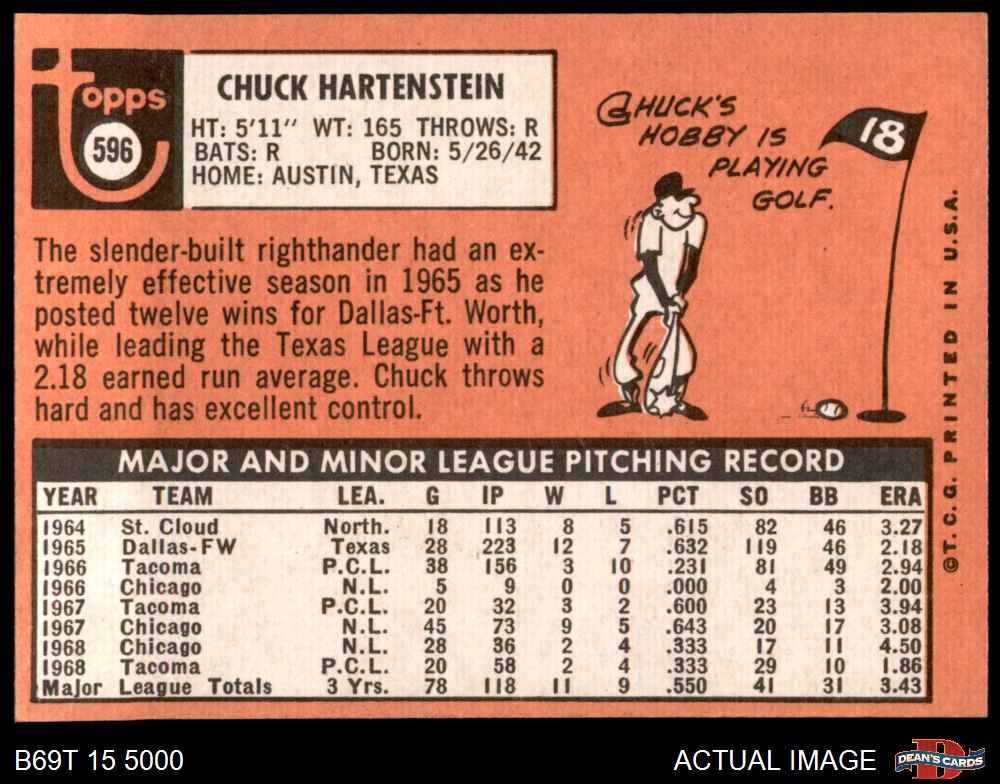 Topps
596
CHUCK HARTENSTEIN
HT: 5'11" WT: 165 THROWS: R
BATS: R BORN: 5/26/42
HOME: AUSTIN, TEXAS
CHUCK'S
HOBBY IS
PLAYING
GOLF.
18
The slender-built righthander had an ex-
tremely effective season in 1965 as he
posted twelve wins for Dallas-Ft. Worth,
while leading the Texas League with a
2.18 earned run average. Chuck throws
hard and has excellent control.
MAJOR AND MINOR LEAGUE PITCHING RECORD
YEAR TEAM LEA. G IP W L PCT SO BB ERA
1964 St. Cloud North. 18 113 8 5 .615 82 46 3.27
1965 Dallas-FW Texas 28 223 12 7 .632 119 46 2.18
1966 Tacoma P.C.L. 38 156 3 10 .231 81 49 2.94
1966 Chicago N.L. 5 9 0 0 .000 4 3 2.00
1967 Tacoma P.C.L. 20 32 3 2 .600 23 13 3.94
1967 Chicago N.L. 45 73 9 5 .643 20 17 3.08
1968 Chicago N.L. 28 36 2 4 .333 17 11 4.50
1968 Tacoma P.C.L. 20 58 2 4 .333 29 10 1.86
Major League Totals 3 Yrs. 78 118 11 9 .550 41 31 3.43
© T. C. G. PRINTED IN U.S.A.
B69T 15 5000
ACTUAL IMAGE
DEAN'S CARDS